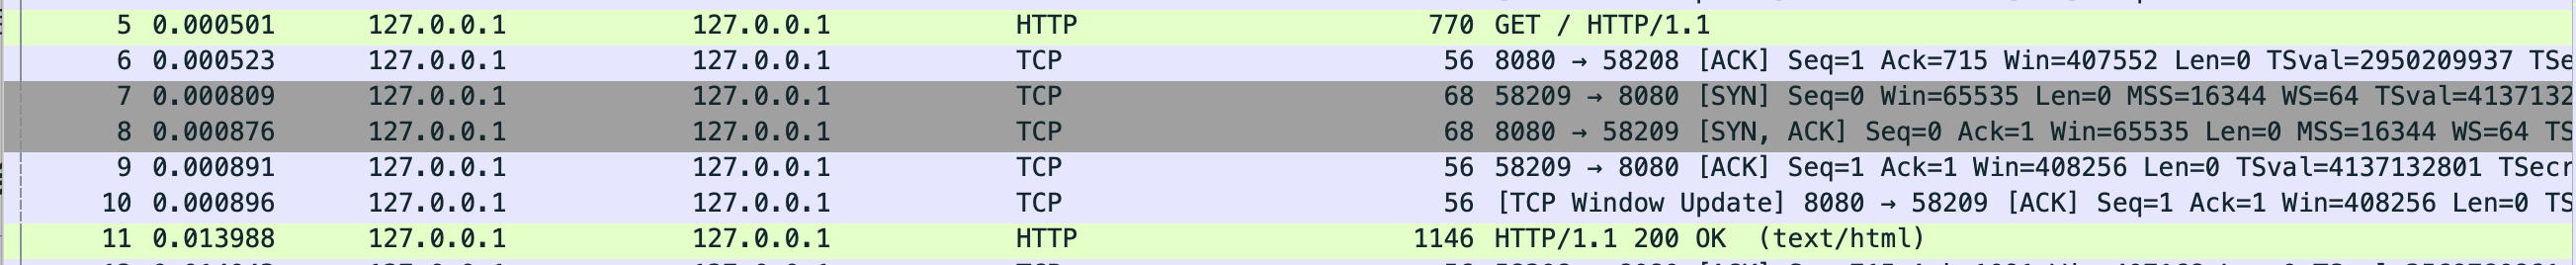 5 0.000501 127.0.0.1 127.0.0.1 HTTP 770 GET / HTTP/1.1
6 0.000523 127.0.0.1 127.0.0.1 TCP 56 8080 → 58208 [ACK] Seq=1 Ack=715 Win=407552 Len=0 TSval=2950209937 TSe
7 0.000809 127.0.0.1 127.0.0.1 TCP 68 58209 → 8080 [SYN] Seq=0 Win=65535 Len=0 MSS=16344 WS=64 TSval=4137132
8 0.000876 127.0.0.1 127.0.0.1 TCP 68 8080 → 58209 [SYN, ACK] Seq=0 Ack=1 Win=65535 Len=0 MSS=16344 WS=64 TS
9 0.000891 127.0.0.1 127.0.0.1 TCP 56 58209 → 8080 [ACK] Seq=1 Ack=1 Win=408256 Len=0 TSval=4137132801 TSecr
10 0.000896 127.0.0.1 127.0.0.1 TCP 56 [TCP Window Update] 8080 → 58209 [ACK] Seq=1 Ack=1 Win=408256 Len=0 TS
11 0.013988 127.0.0.1 127.0.0.1 HTTP 1146 HTTP/1.1 200 OK (text/html)